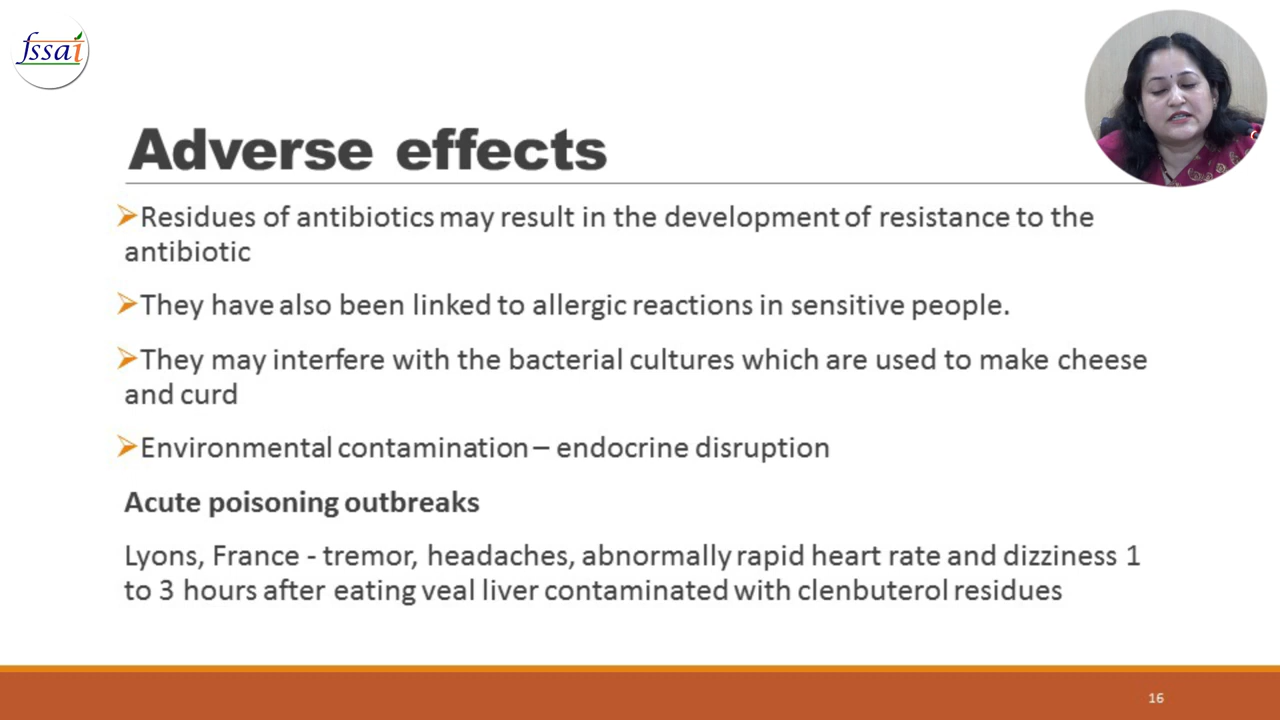 fssai
Adverse effects
➢Residues of antibiotics may result in the development of resistance to the
antibiotic
➢They have also been linked to allergic reactions in sensitive people.
➢They may interfere with the bacterial cultures which are used to make cheese
and curd
➢Environmental contamination – endocrine disruption
Acute poisoning outbreaks
Lyons, France - tremor, headaches, abnormally rapid heart rate and dizziness 1
to 3 hours after eating veal liver contaminated with clenbuterol residues
16